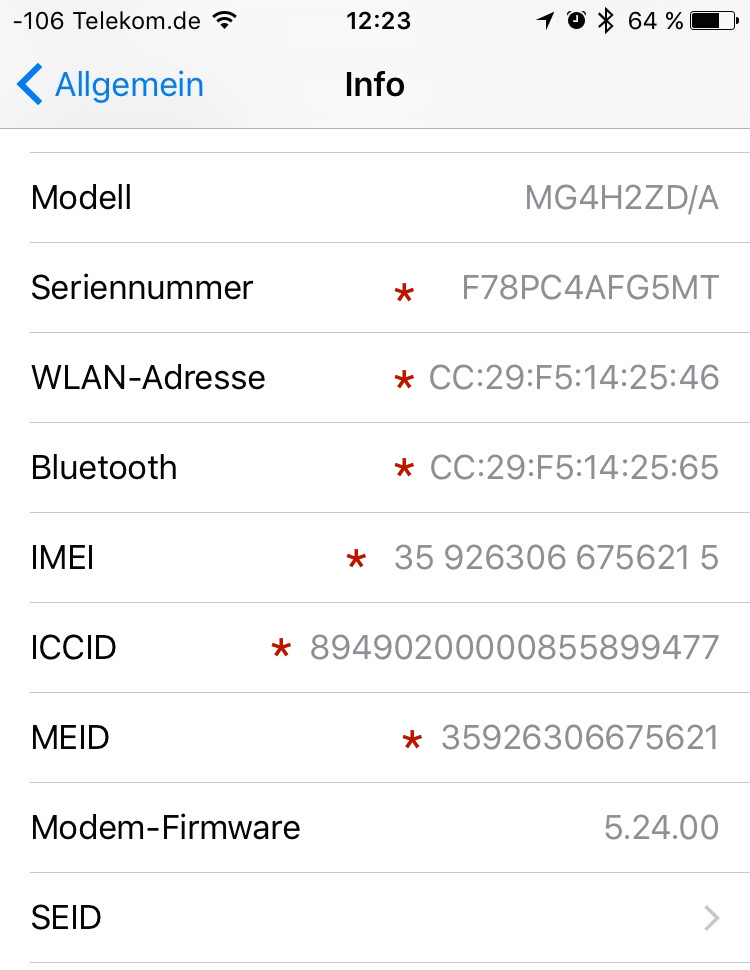 -106 Telekom.de 12:23 64 %
Allgemein Info
Modell MG4H2ZD/A
Seriennummer * F78PC4AFG5MT
WLAN-Adresse * CC:29:F5:14:25:46
Bluetooth * CC:29:F5:14:25:65
IMEI * 35 926306 675621 5
ICCID * 89490200000855899477
MEID * 35926306675621
Modem-Firmware 5.24.00
SEID